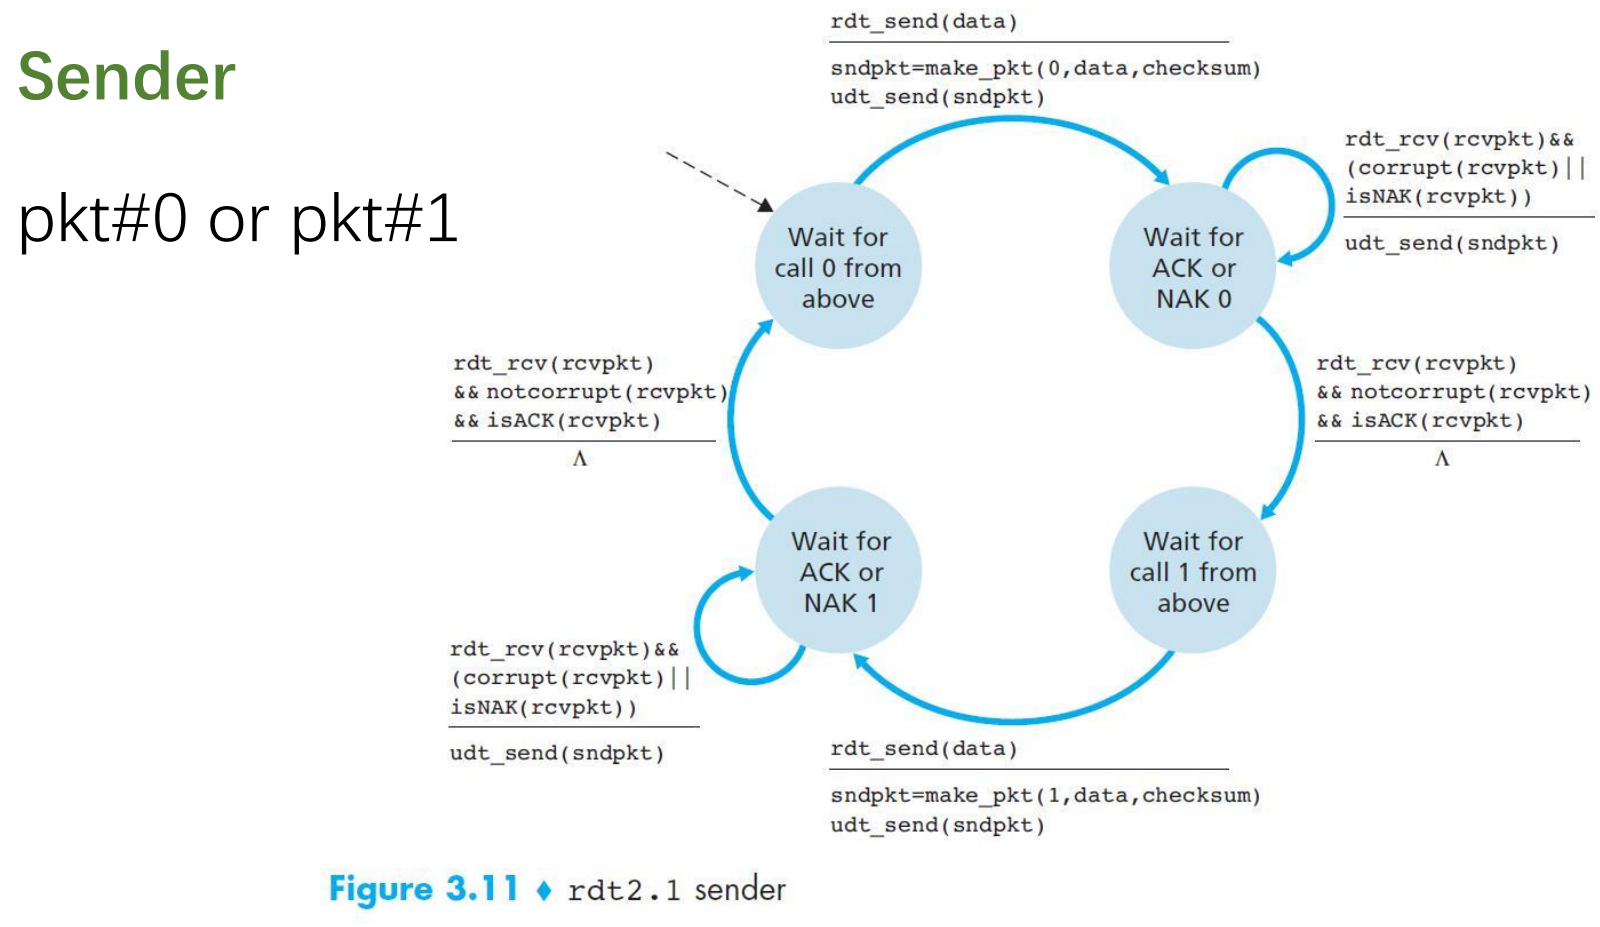 Sender
pkt#0 or pkt#1
rdt_send(data)
sndpkt=make_pkt(0,data,checksum)
udt_send(sndpkt)
rdt_rcv(rcvpkt)&&
(corrupt(rcvpkt)||
isNAK(rcvpkt))
udt_send(sndpkt)
Wait for
call 0 from
above
Wait for
ACK or
NAK 0
rdt_rcv(rcvpkt)
&& notcorrupt(rcvpkt)
&& isACK(rcvpkt)
Λ
rdt_rcv(rcvpkt)
&& notcorrupt(rcvpkt)
&& isACK(rcvpkt)
Λ
Wait for
ACK or
NAK 1
Wait for
call 1 from
above
rdt_rcv(rcvpkt)&&
(corrupt(rcvpkt)||
isNAK(rcvpkt))
udt_send(sndpkt)
rdt_send(data)
sndpkt=make_pkt(1,data,checksum)
udt_send(sndpkt)
Figure 3.11 ♦ rdt2.1 sender